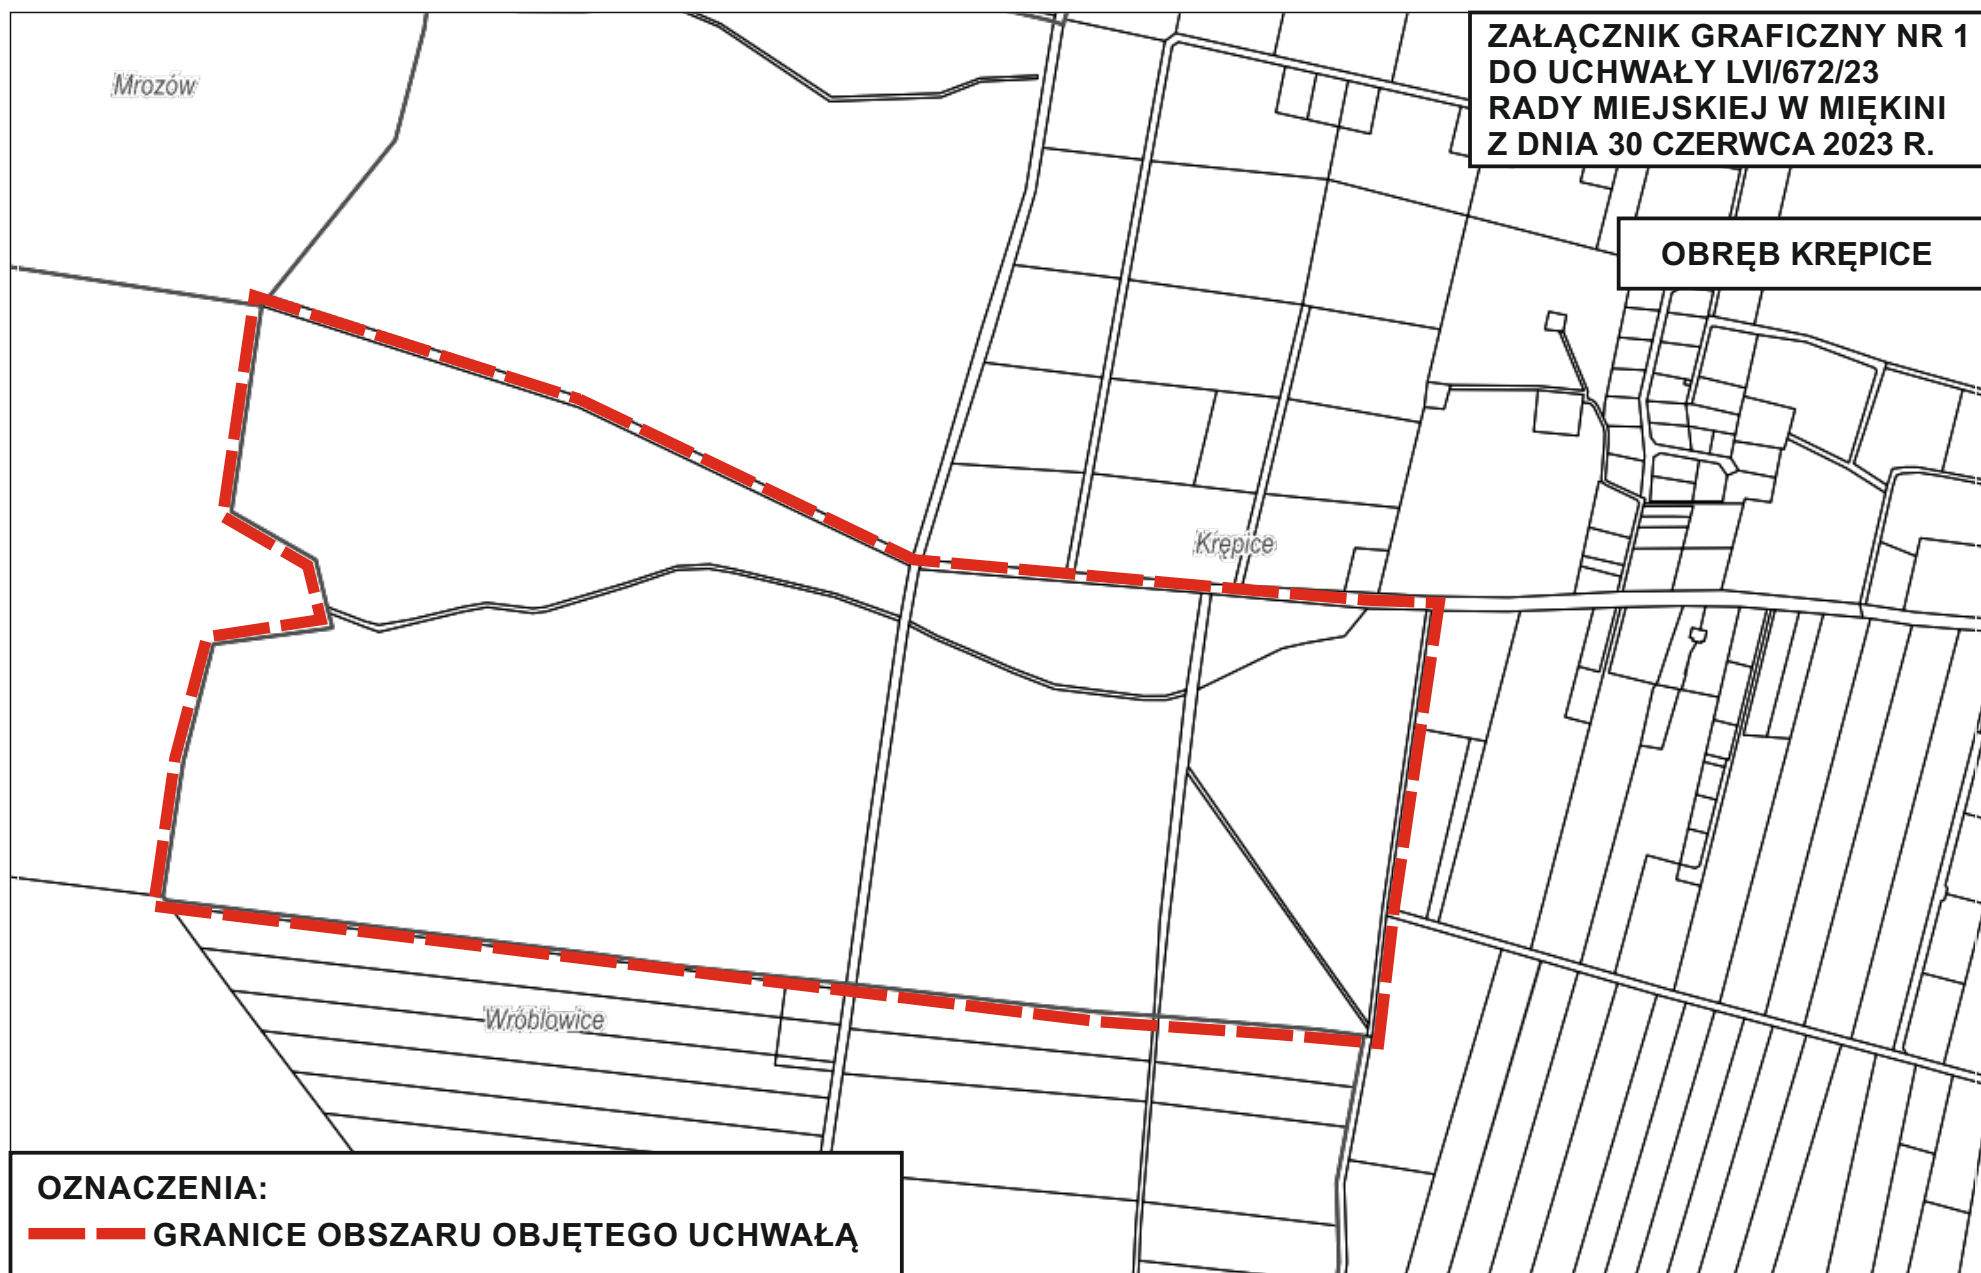 ZAŁĄCZNIK GRAFICZNY NR 1
DO UCHWAŁY LVI/672/23
RADY MIEJSKIEJ W MIĘKINI
Z DNIA 30 CZERWCA 2023 R.
Mrozów
OBRĘB KRĘPICE
Krępice
Wróblowice
OZNACZENIA:
GRANICE OBSZARU OBJĘTEGO UCHWAŁĄ